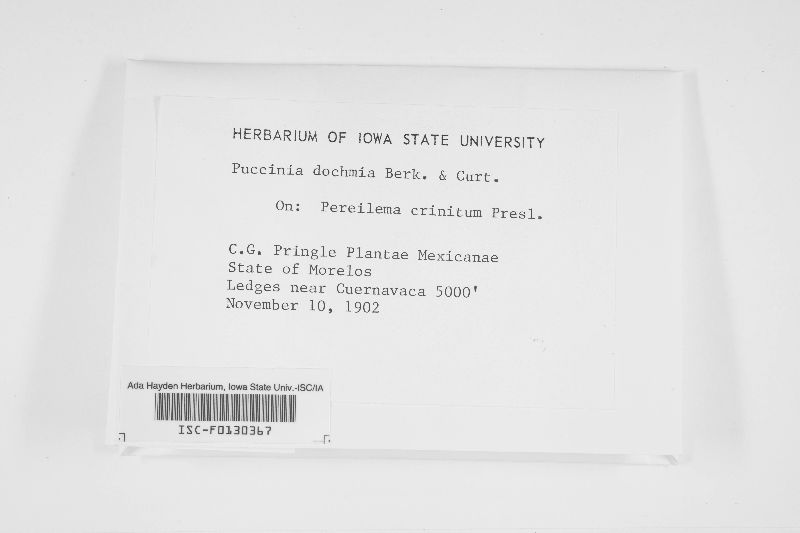 HERBARIUM OF IOWA STATE UNIVERSITY
Puccinia dochmia Berk. & Curt.
On: Pereilema crinitum Presl.
C.G. Pringle Plantae Mexicanae
State of Morelos
Ledges near Cuernavaca 5000'
November 10, 1902
Ada Hayden Herbarium, Iowa State Univ.-ISC/IA
ISC-F0130367